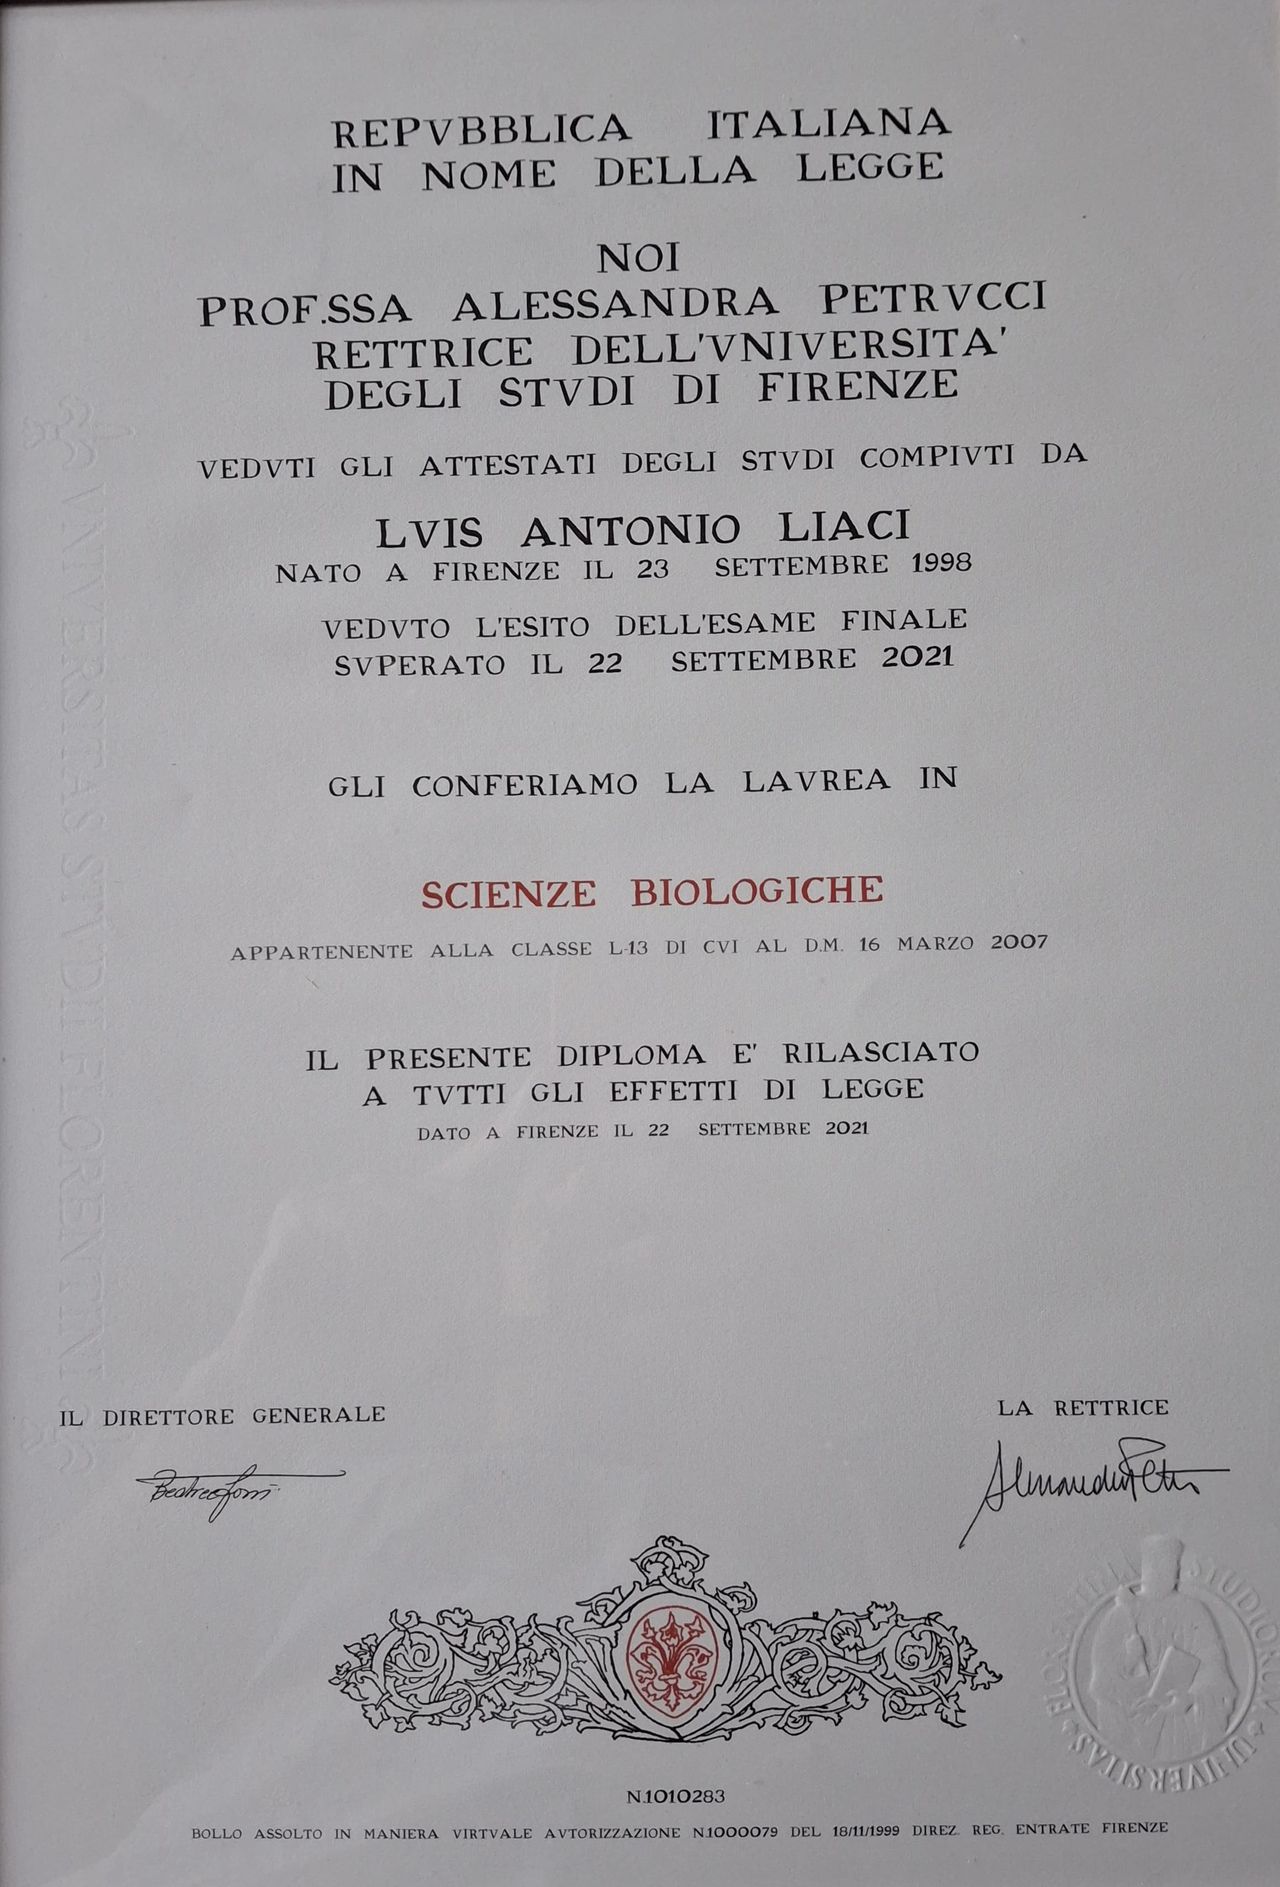 REPVBBLICA ITALIANA
IN NOME DELLA LEGGE
NOI
PROF.SSA ALESSANDRA PETRVCCI
RETTRICE DELL'VNIVERSITA'
DEGLI STVDI DI FIRENZE
VEDVTI GLI ATTESTATI DEGLI STVDI COMPIVTI DA
LVIS ANTONIO LIACI
NATO A FIRENZE IL 23 SETTEMBRE 1998
VEDVTO L'ESITO DELL'ESAME FINALE
SVPERATO IL 22 SETTEMBRE 2021
GLI CONFERIAMO LA LAVREA IN
SCIENZE BIOLOGICHE
APPARTENENTE ALLA CLASSE L-13 DI CVI AL D.M. 16 MARZO 2007
IL PRESENTE DIPLOMA E' RILASCIATO
A TVTTI GLI EFFETTI DI LEGGE
DATO A FIRENZE IL 22 SETTEMBRE 2021
VNIVERSITAS STVDII FLORENTINI
IL DIRETTORE GENERALE
LA RETTRICE
STUDIORUM UNIVERSITAS
N.1010283
BOLLO ASSOLTO IN MANIERA VIRTVALE AVTORIZZAZIONE N.1000079 DEL 18/11/1999 DIREZ. REG. ENTRATE FIRENZE